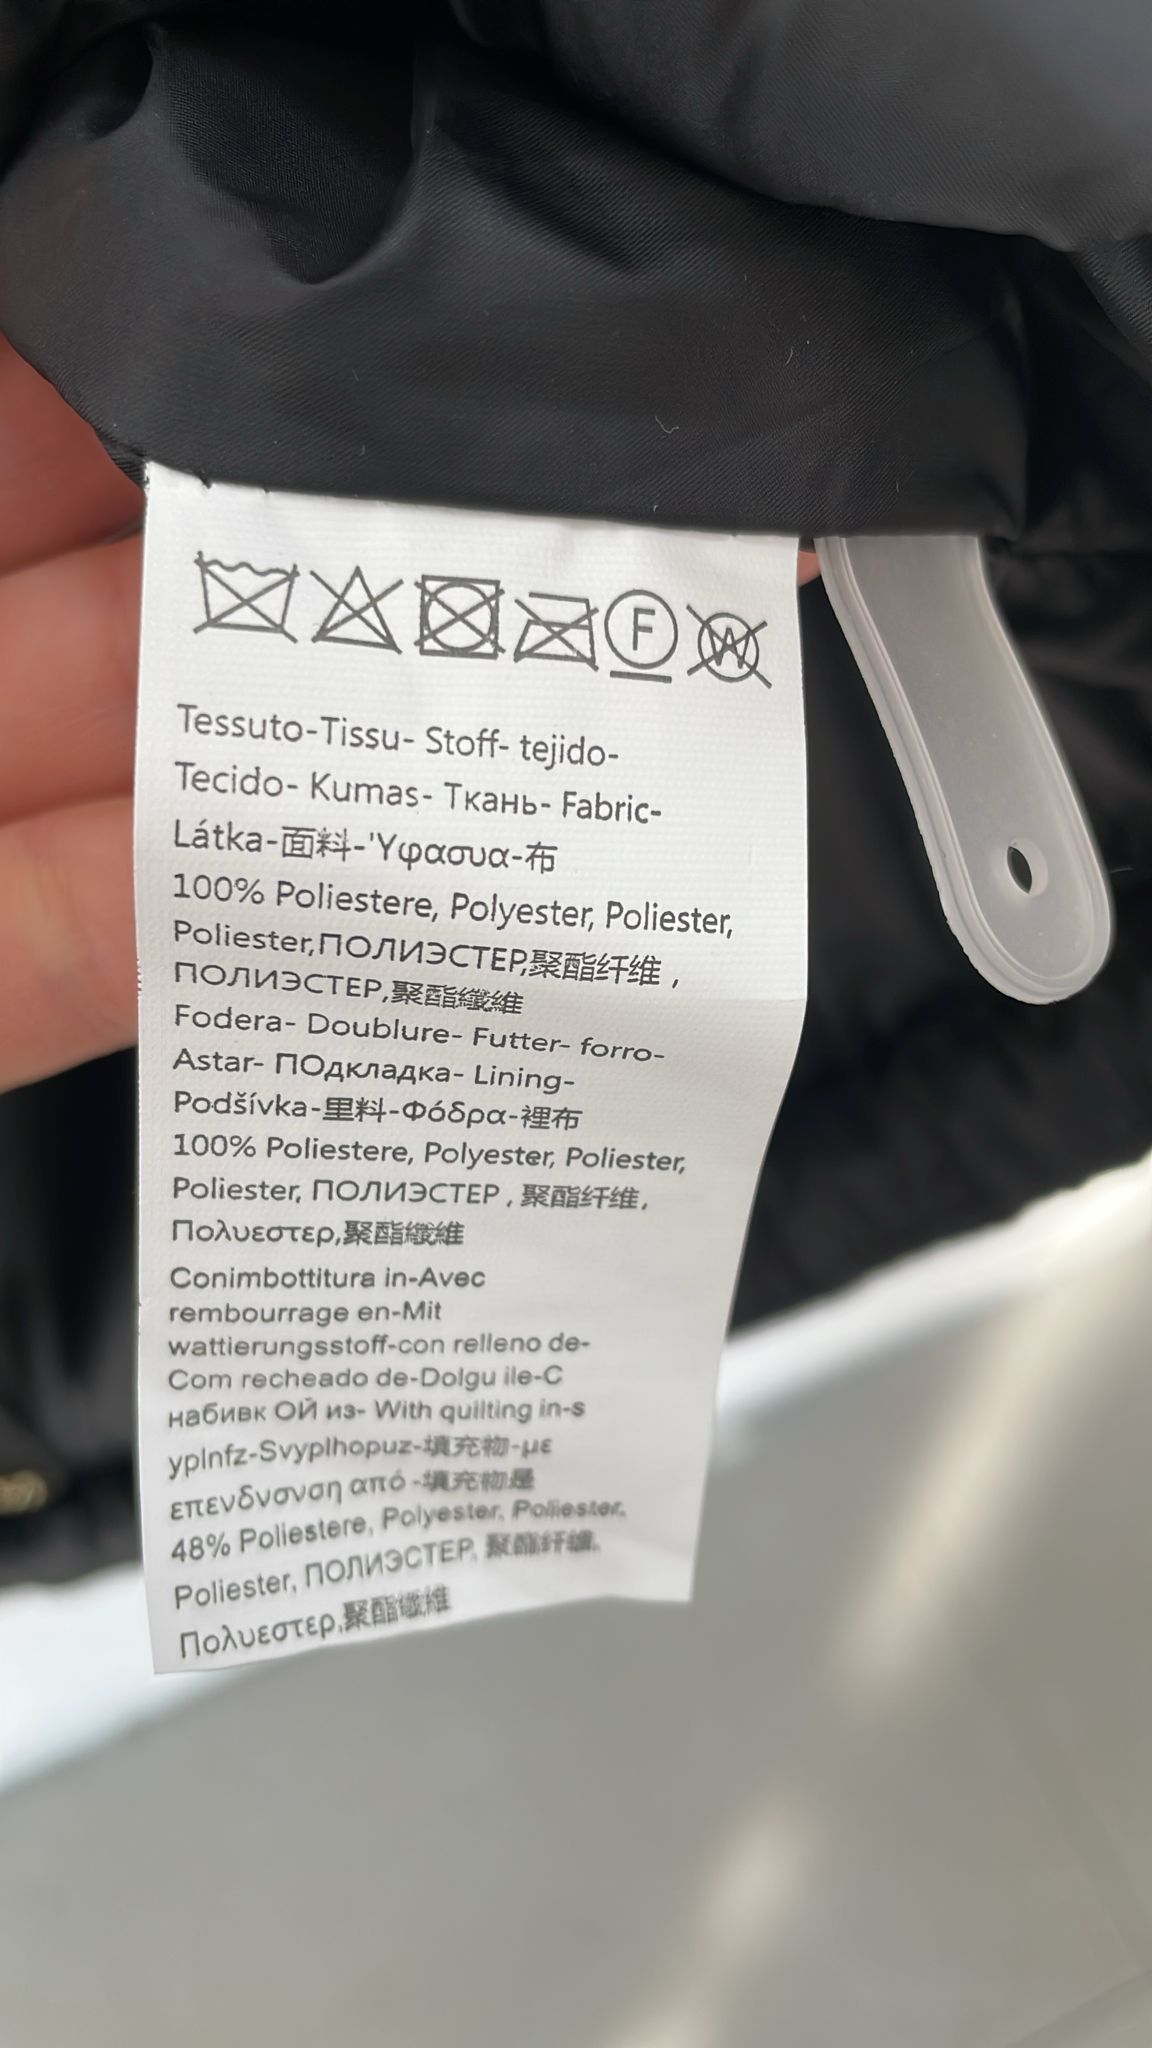 F W
Tessuto-Tissu- Stoff- tejido-
Tecido- Kumas- Ткань- Fabric-
Látka-面料-'Υφασυα-布
100% Poliestere, Polyester, Poliester,
Poliester,ПОЛИЭСТЕР,聚酯纤维，
ПОЛИЭСТЕР,聚酯纖維
Fodera- Doublure- Futter- forro-
Astar- ПОдкладка- Lining-
Podšívka-里料-Φόδρα-裡布
100% Poliestere, Polyester, Poliester,
Poliester, ПОЛИЭСТЕР , 聚酯纤维,
Πολυεστερ,聚酯纖維
Conimbottitura in-Avec
rembourrage en-Mit
wattierungsstoff-con relleno de-
Com recheado de-Dolgu ile-C
набивк ОЙ из- With quilting in-s
yplnfz-Svyplhopuz-填充物-με
επενδνσνση από -填充物是
48% Poliestere, Polyester, Poliester,
Poliester, ПОЛИЭСТЕР, 聚酯纤维,
Πολυεστερ,聚酯纖維